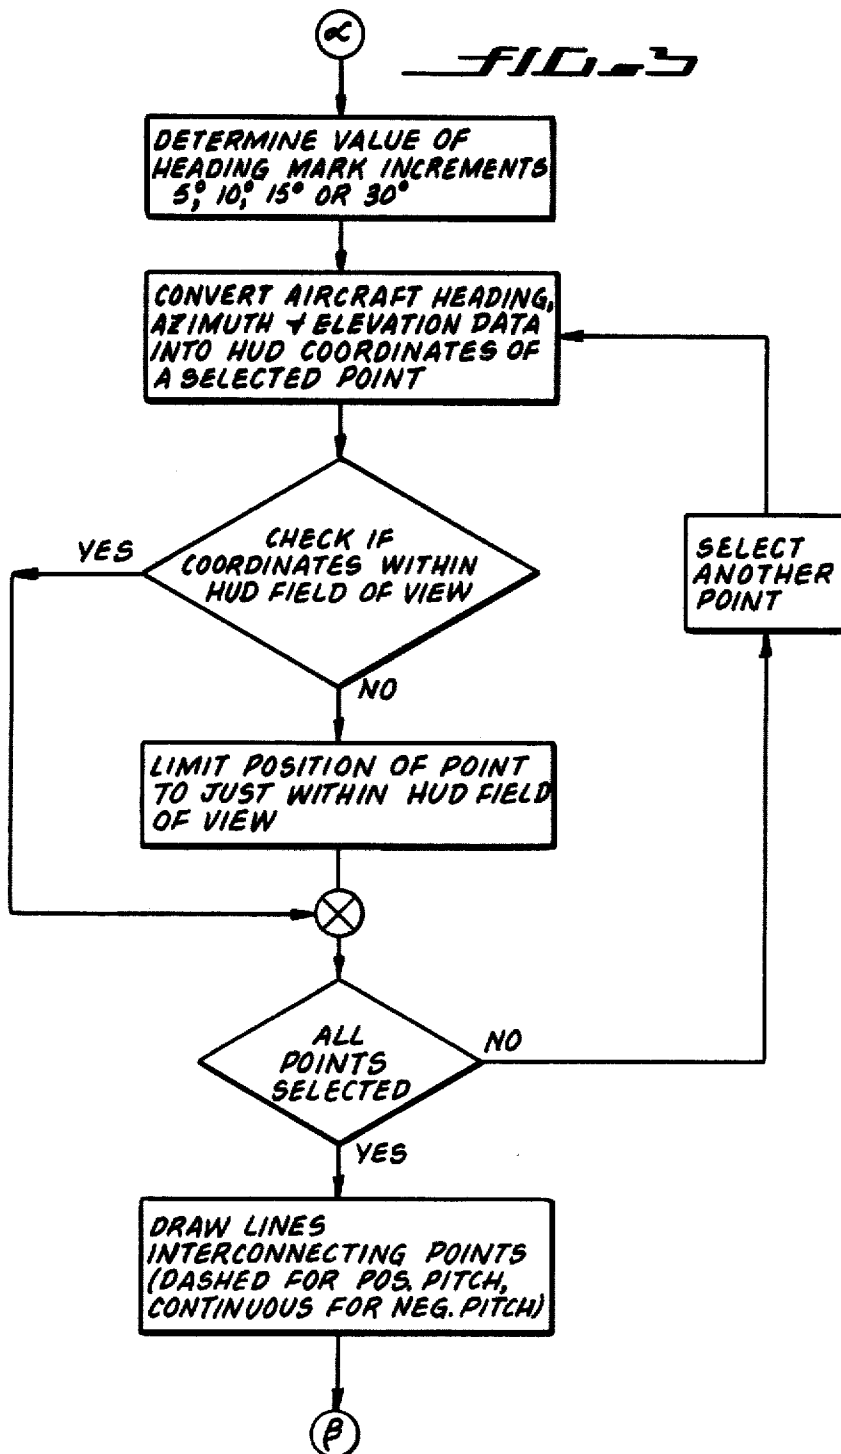 α
FIG. 3
DETERMINE VALUE OF
HEADING MARK INCREMENTS
5°, 10°, 15° OR 30°
CONVERT AIRCRAFT HEADING,
AZIMUTH & ELEVATION DATA
INTO HUD COORDINATES OF
A SELECTED POINT
CHECK IF
COORDINATES WITHIN
HUD FIELD OF VIEW
YES
NO
SELECT
ANOTHER
POINT
LIMIT POSITION OF POINT
TO JUST WITHIN HUD FIELD
OF VIEW
ALL
POINTS
SELECTED
NO
YES
DRAW LINES
INTERCONNECTING POINTS
(DASHED FOR POS. PITCH,
CONTINUOUS FOR NEG. PITCH)
β